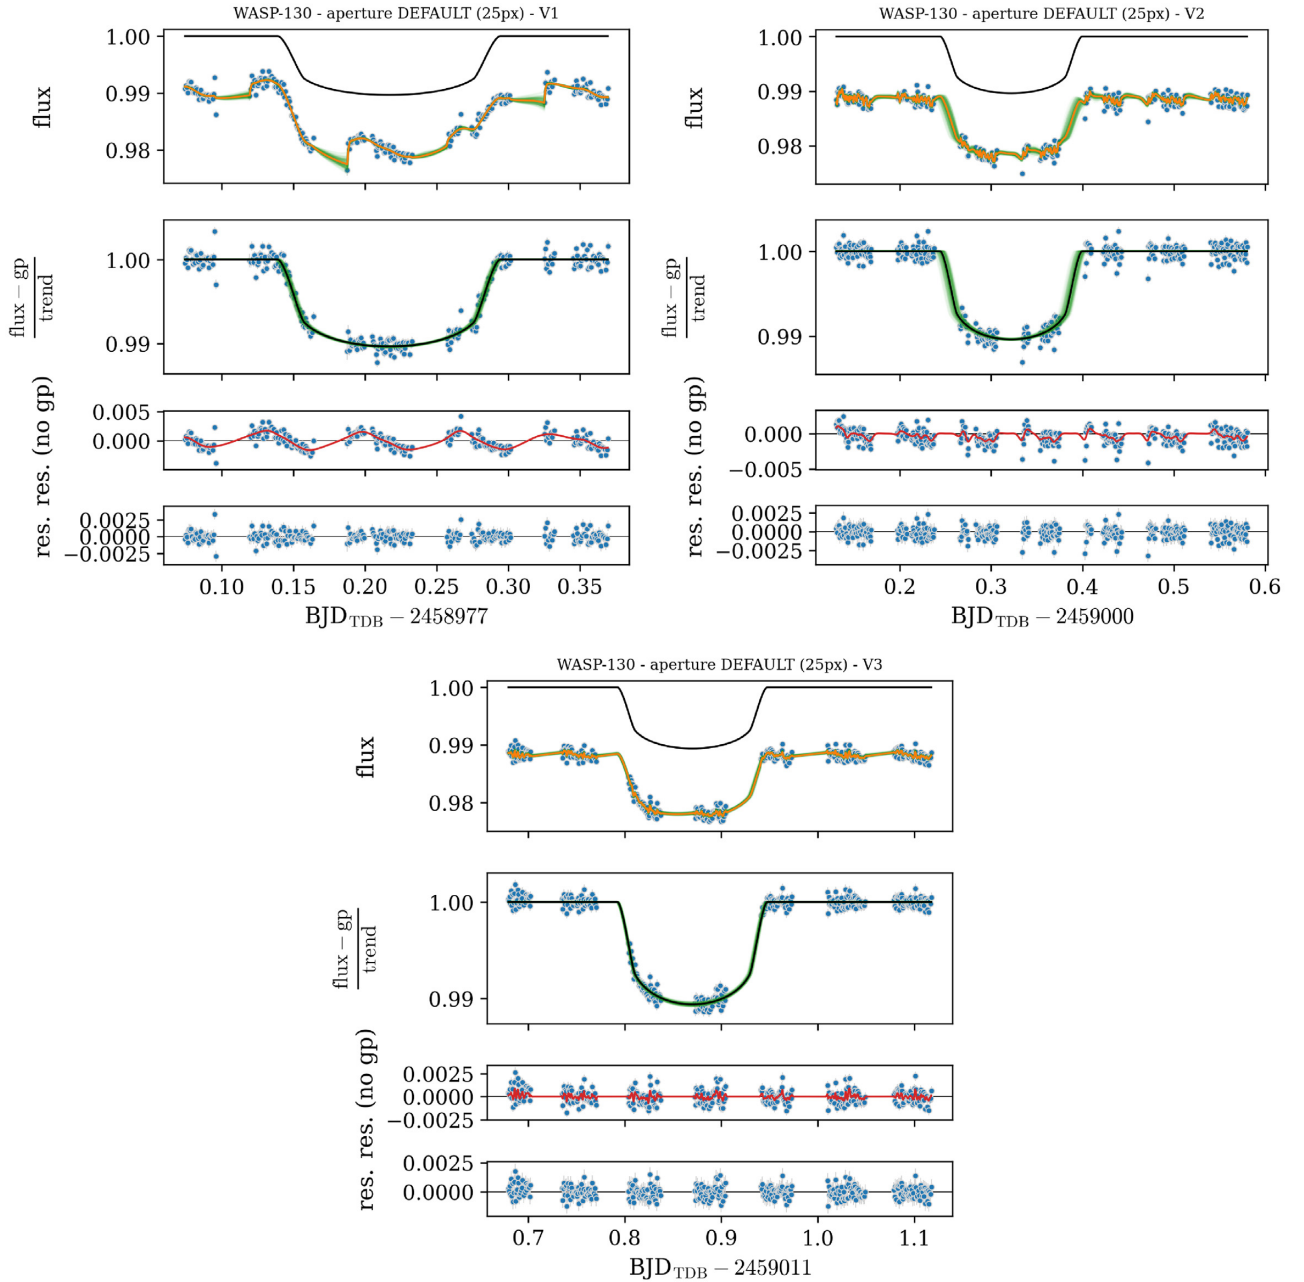 WASP-130 - aperture DEFAULT (25px) - V1
1.00
0.99
0.98
flux
1.00
0.99
flux − gp
trend
0.005
0.000
res. (no gp)
0.0025
0.0000
−0.0025
res.
0.10 0.15 0.20 0.25 0.30 0.35
BJD_TDB − 2458977
WASP-130 - aperture DEFAULT (25px) - V2
1.00
0.99
0.98
flux
1.00
0.99
flux − gp
trend
0.000
−0.005
res. (no gp)
0.0025
0.0000
−0.0025
res.
0.2 0.3 0.4 0.5 0.6
BJD_TDB − 2459000
WASP-130 - aperture DEFAULT (25px) - V3
1.00
0.99
0.98
flux
1.00
0.99
flux − gp
trend
0.0025
0.0000
−0.0025
res. (no gp)
0.0025
0.0000
res.
0.7 0.8 0.9 1.0 1.1
BJD_TDB − 2459011